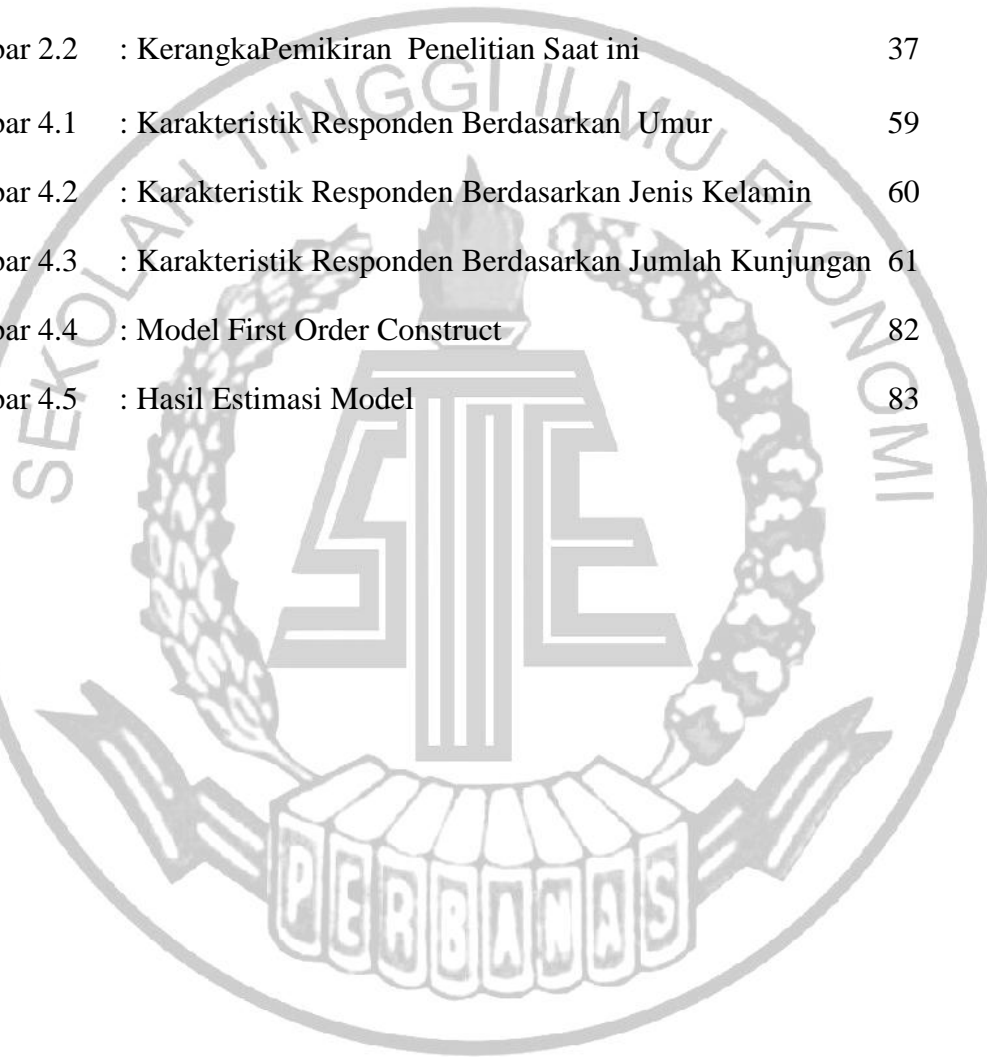 bar 2.2 : KerangkaPemikiran Penelitian Saat ini 37
bar 4.1 : Karakteristik Responden Berdasarkan Umur 59
bar 4.2 : Karakteristik Responden Berdasarkan Jenis Kelamin 60
bar 4.3 : Karakteristik Responden Berdasarkan Jumlah Kunjungan 61
bar 4.4 : Model First Order Construct 82
bar 4.5 : Hasil Estimasi Model 83
SEKOLAH TINGGI ILMU EKONOMI
STIE
PERBANAS